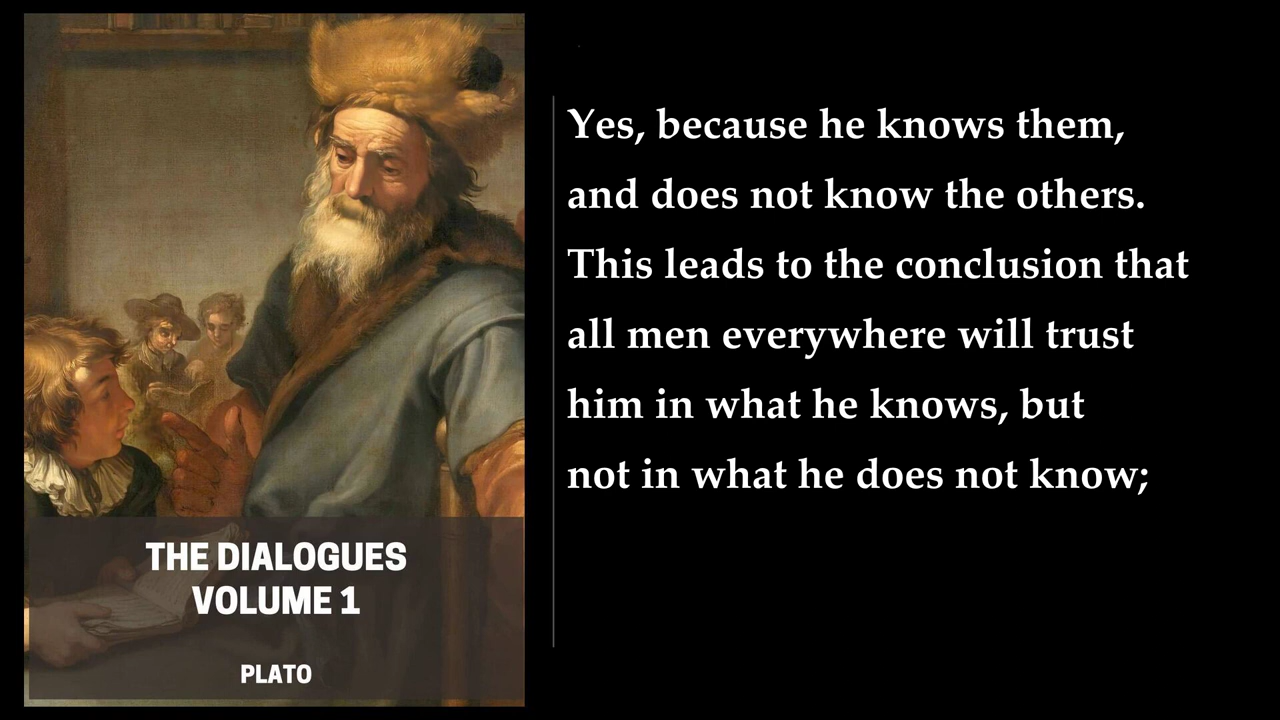 THE DIALOGUES
VOLUME 1
PLATO
Yes, because he knows them,
and does not know the others.
This leads to the conclusion that
all men everywhere will trust
him in what he knows, but
not in what he does not know;